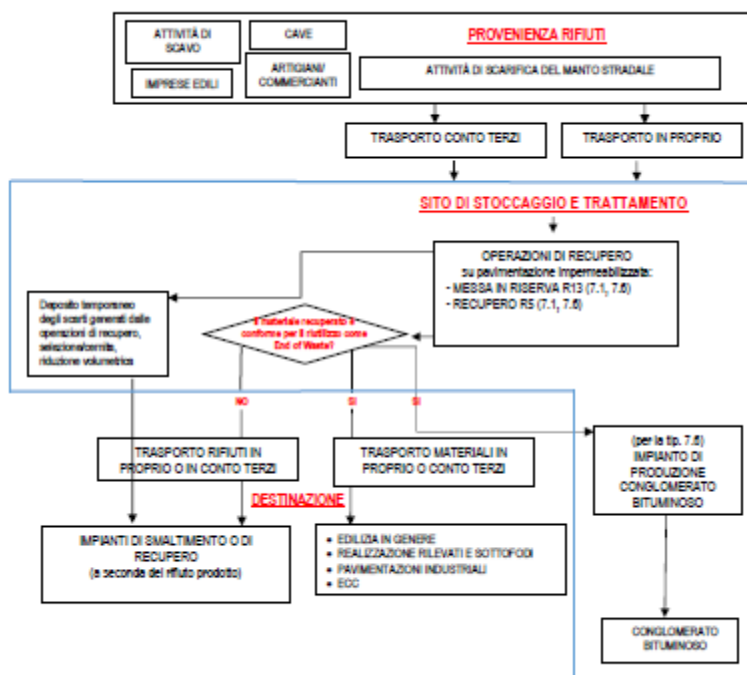 ATTIVITÀ DI
SCAVO
CAVE
PROVENIENZA RIFIUTI
IMPRESE EDILI
ARTIGIANI/
COMMERCIANTI
ATTIVITÀ DI SCARIFICA DEL MANTO STRADALE
TRASPORTO CONTO TERZI
TRASPORTO IN PROPRIO
SITO DI STOCCAGGIO E TRATTAMENTO
OPERAZIONI DI RECUPERO
su pavimentazione impermeabilizzata:
- MESSA IN RISERVA R13 (7.1, 7.6)
- RECUPERO R5 (7.1, 7.6)
Deposito temporaneo
degli scarti generati dalle
operazioni di recupero,
selezione/cernita,
riduzione volumetrica
Il materiale recuperato è
conforme per il riutilizzo come
End of Waste?
NO
SI
SI
TRASPORTO RIFIUTI IN
PROPRIO O IN CONTO TERZI
TRASPORTO MATERIALI IN
PROPRIO O CONTO TERZI
(per la tip. 7.6)
IMPIANTO DI
PRODUZIONE
CONGLOMERATO
BITUMINOSO
DESTINAZIONE
IMPIANTI DI SMALTIMENTO O DI
RECUPERO
(a seconda del rifiuto prodotto)
• EDILIZIA IN GENERE
• REALIZZAZIONE RILEVATI E SOTTOFODI
• PAVIMENTAZIONI INDUSTRIALI
• ECC
CONGLOMERATO
BITUMINOSO